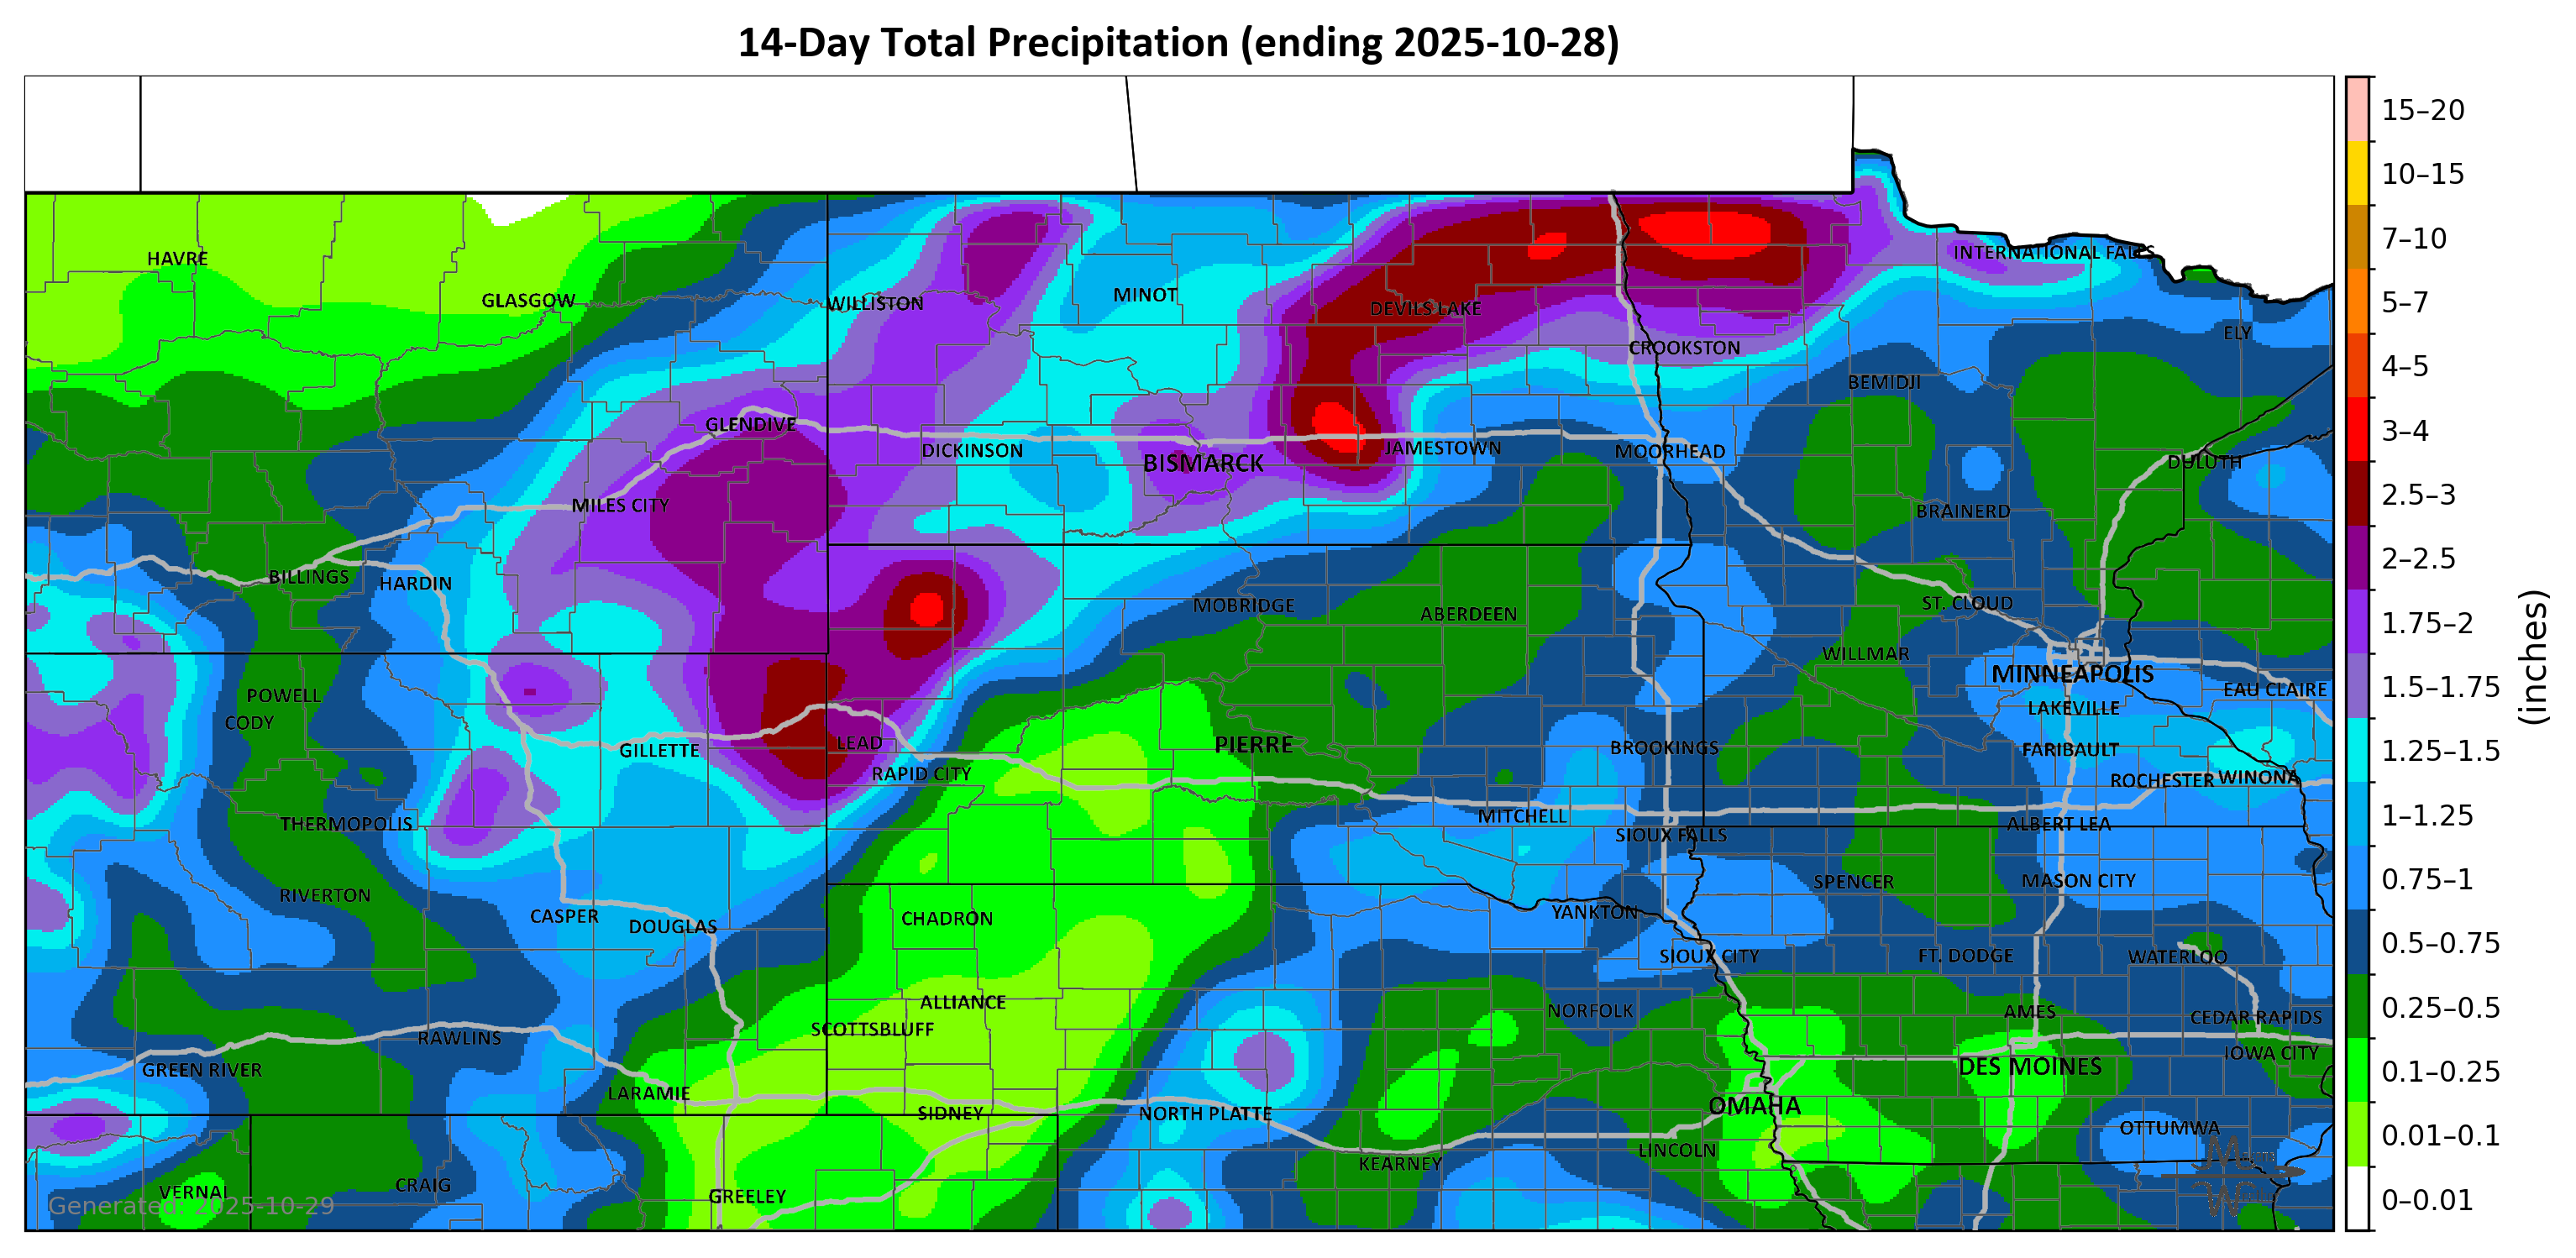 14-Day Total Precipitation (ending 2025-10-28)
15–20
10–15
7–10
5–7
4–5
3–4
2.5–3
2–2.5
1.75–2
1.5–1.75
1.25–1.5
1–1.25
0.75–1
0.5–0.75
0.25–0.5
0.1–0.25
0.01–0.1
0–0.01
(inches)
HAVRE
INTERNATIONAL FALLS
GLASGOW
WILLISTON
MINOT
DEVILS LAKE
ELY
CROOKSTON
BEMIDJI
GLENDIVE
DICKINSON
BISMARCK
JAMESTOWN
MOORHEAD
DULUTH
MILES CITY
BRAINERD
BILLINGS
HARDIN
MOBRIDGE
ABERDEEN
ST. CLOUD
WILLMAR
MINNEAPOLIS
POWELL
EAU CLAIRE
CODY
LAKEVILLE
GILLETTE
LEAD
PIERRE
BROOKINGS
FARIBAULT
RAPID CITY
ROCHESTER
WINONA
THERMOPOLIS
MITCHELL
ALBERT LEA
SIOUX FALLS
RIVERTON
SPENCER
MASON CITY
CASPER
DOUGLAS
CHADRON
YANKTON
SIOUX CITY
FT. DODGE
WATERLOO
ALLIANCE
NORFOLK
AMES
SCOTTSBLUFF
CEDAR RAPIDS
RAWLINS
IOWA CITY
GREEN RIVER
DES MOINES
LARAMIE
SIDNEY
NORTH PLATTE
OMAHA
OTTUMWA
LINCOLN
KEARNEY
VERNAL
CRAIG
GREELEY
Generated: 2025-10-29